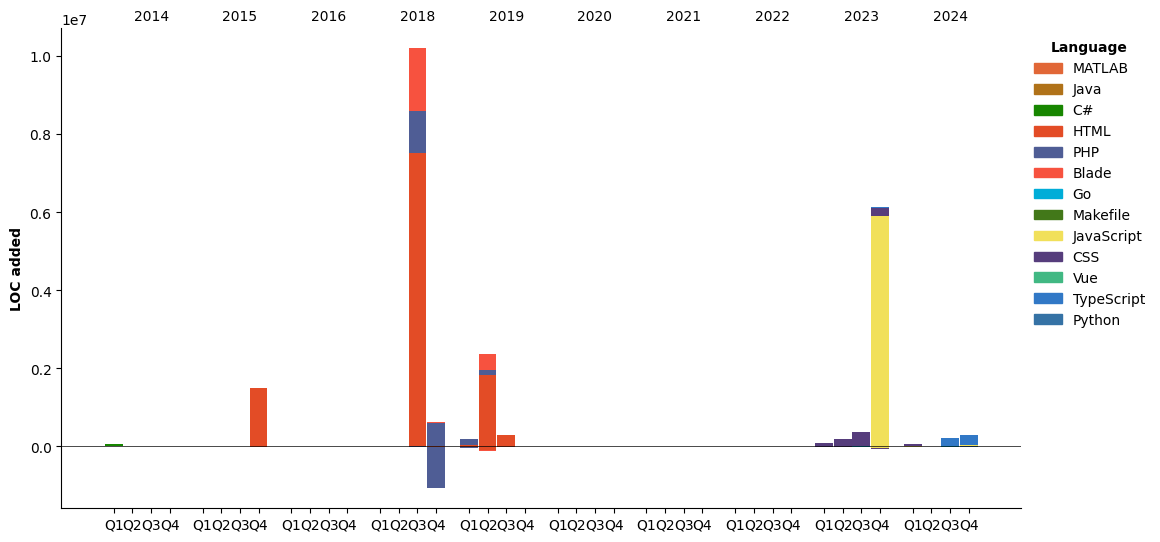 2014 2015 2016 2018 2019 2020 2021 2022 2023 2024
1e7
Language
MATLAB
Java
C#
HTML
PHP
Blade
Go
Makefile
JavaScript
CSS
Vue
TypeScript
Python
LOC added
1.0
0.8
0.6
0.4
0.2
0.0
Q1Q2Q3Q4 Q1Q2Q3Q4 Q1Q2Q3Q4 Q1Q2Q3Q4 Q1Q2Q3Q4 Q1Q2Q3Q4 Q1Q2Q3Q4 Q1Q2Q3Q4 Q1Q2Q3Q4 Q1Q2Q3Q4